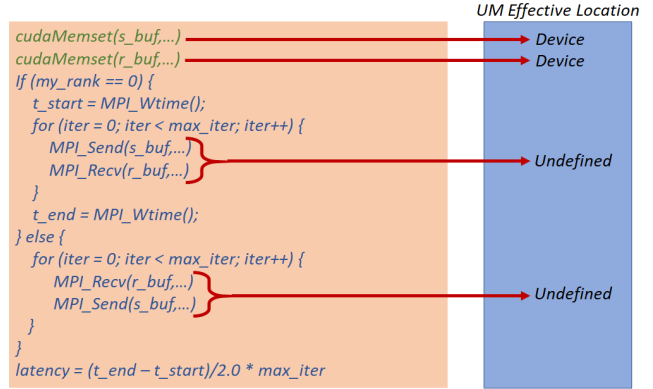 UM Effective Location
cudaMemset(s_buf,...) Device
cudaMemset(r_buf,...) Device
If (my_rank == 0) {
t_start = MPI_Wtime();
for (iter = 0; iter < max_iter; iter++) {
MPI_Send(s_buf,...)
MPI_Recv(r_buf,...)
Undefined
}
t_end = MPI_Wtime();
} else {
for (iter = 0; iter < max_iter; iter++) {
MPI_Recv(r_buf,...)
MPI_Send(s_buf,...)
Undefined
}
}
latency = (t_end – t_start)/2.0 * max_iter